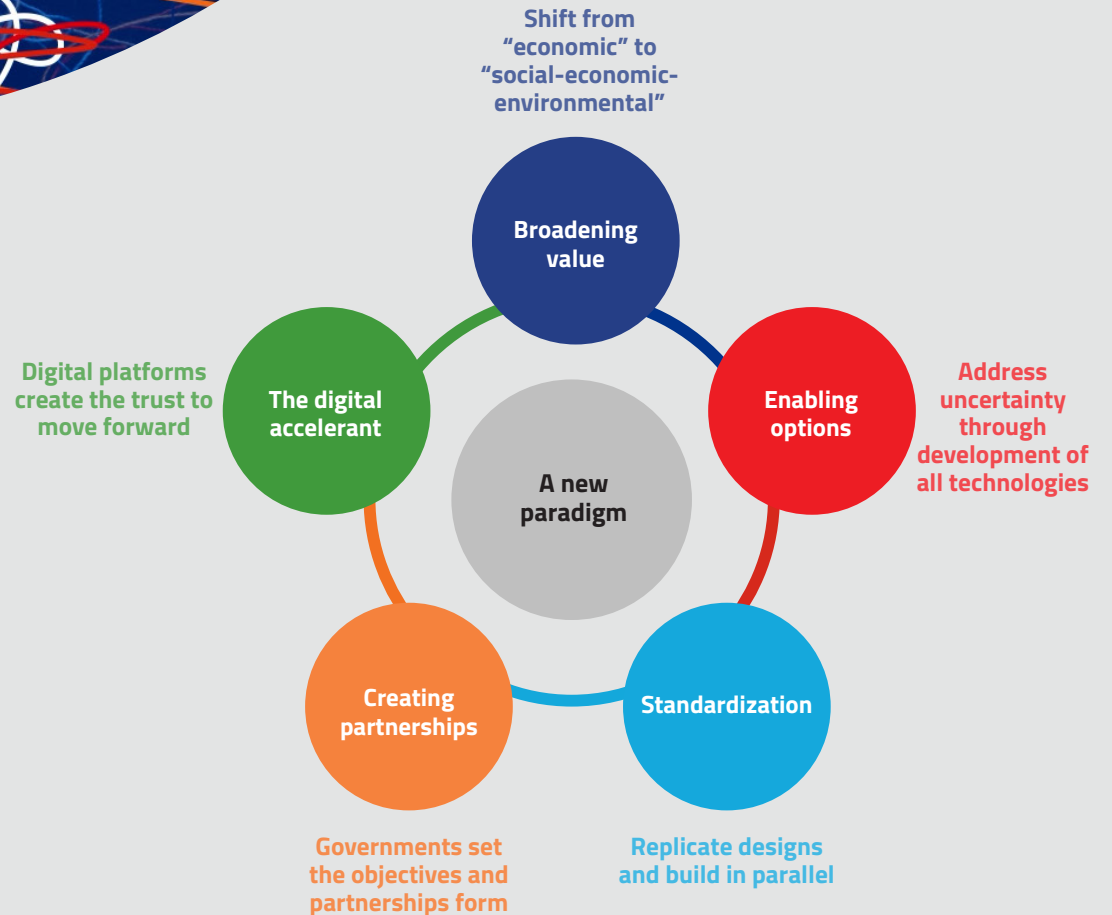 Shift from
“economic” to
“social-economic-
environmental”
Broadening
value
Enabling
options
Address
uncertainty
through
development of
all technologies
Standardization
Replicate designs
and build in parallel
Creating
partnerships
Governments set
the objectives and
partnerships form
The digital
accelerant
Digital platforms
create the trust to
move forward
A new
paradigm